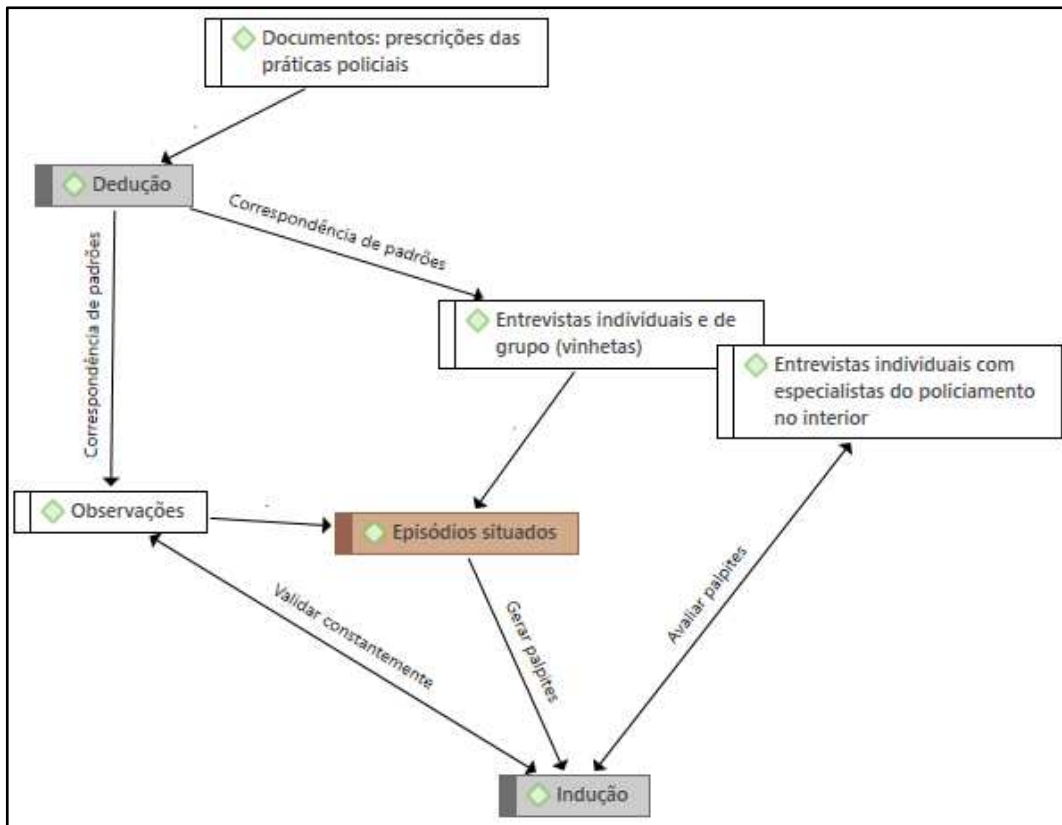 Documentos: prescrições das
práticas policiais
Dedução
Correspondência de padrões
Correspondência de padrões
Entrevistas individuais e de
grupo (vinhetas)
Entrevistas individuais com
especialistas do policiamento
no interior
Observações
Episódios situados
Validar constantemente
Gerar palpites
Avaliar palpites
Indução